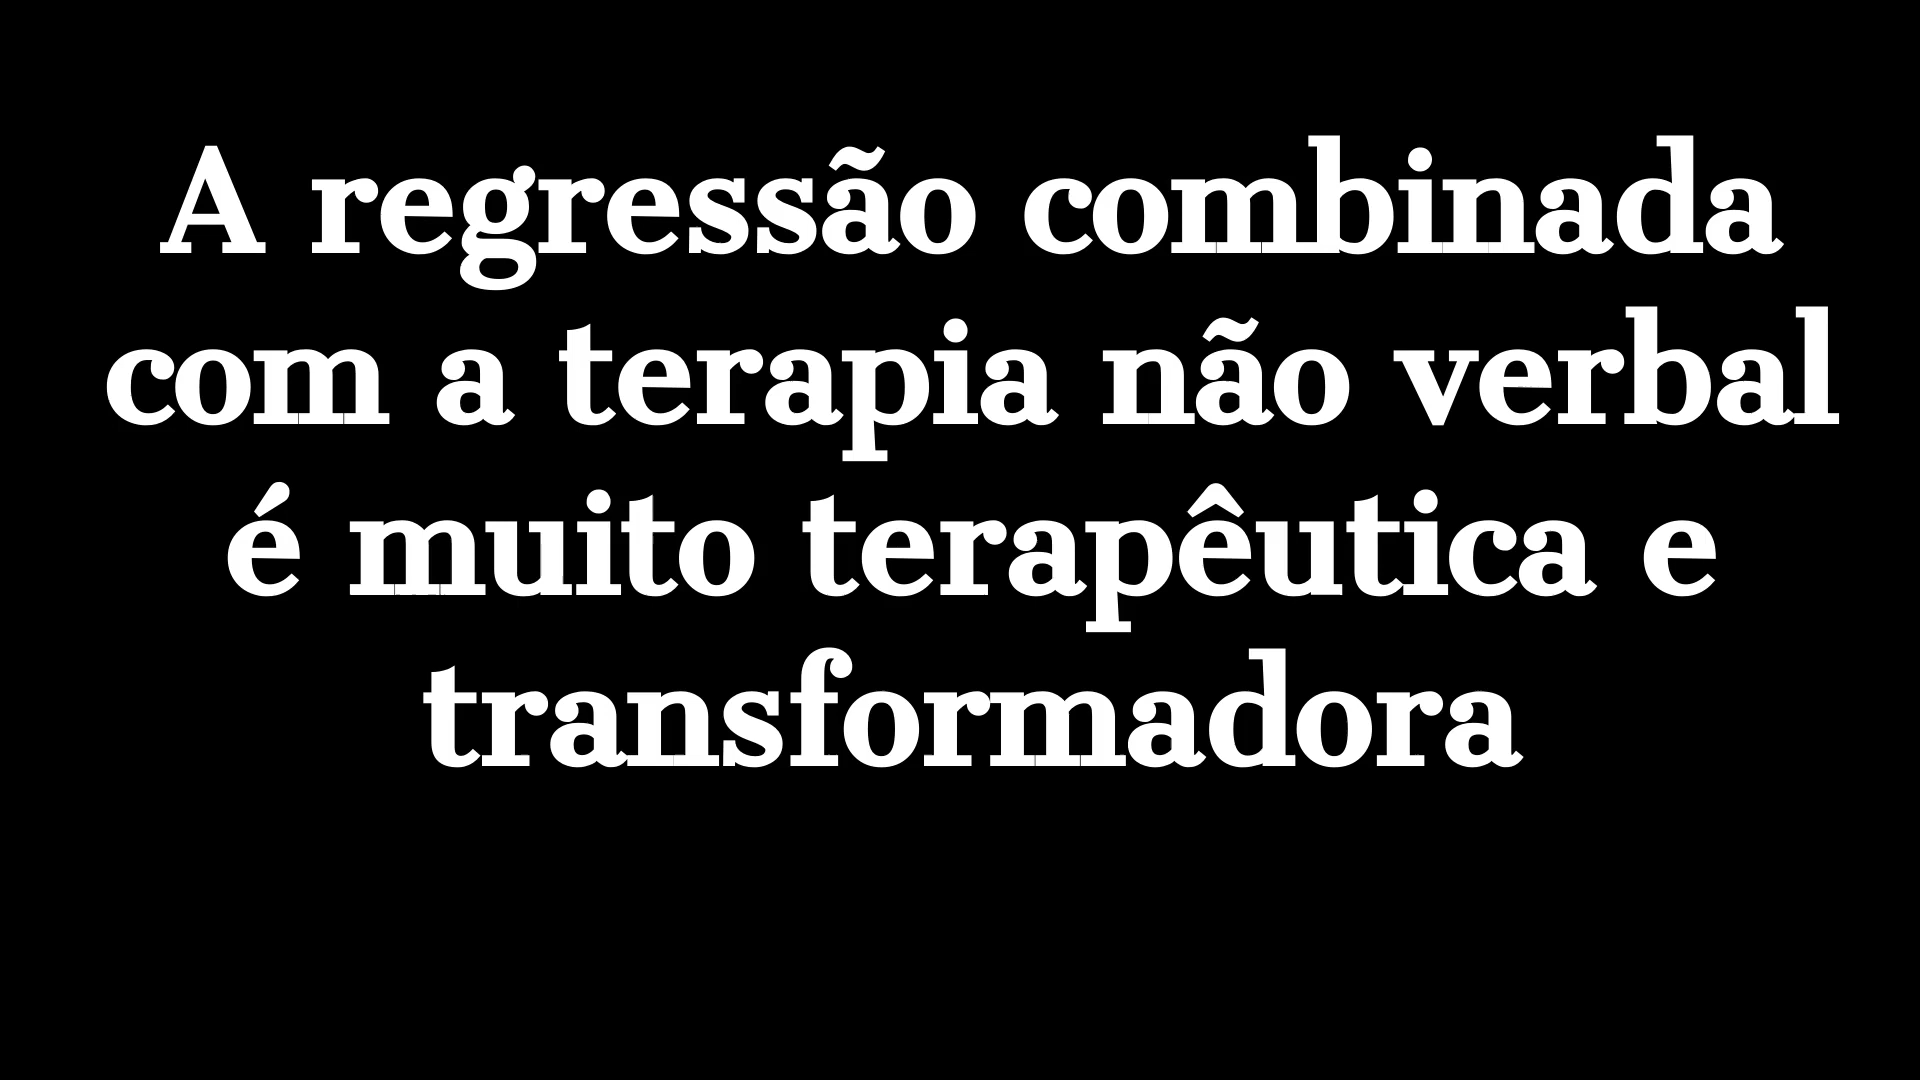 A regressão combinada
com a terapia não verbal
é muito terapêutica e
transformadora